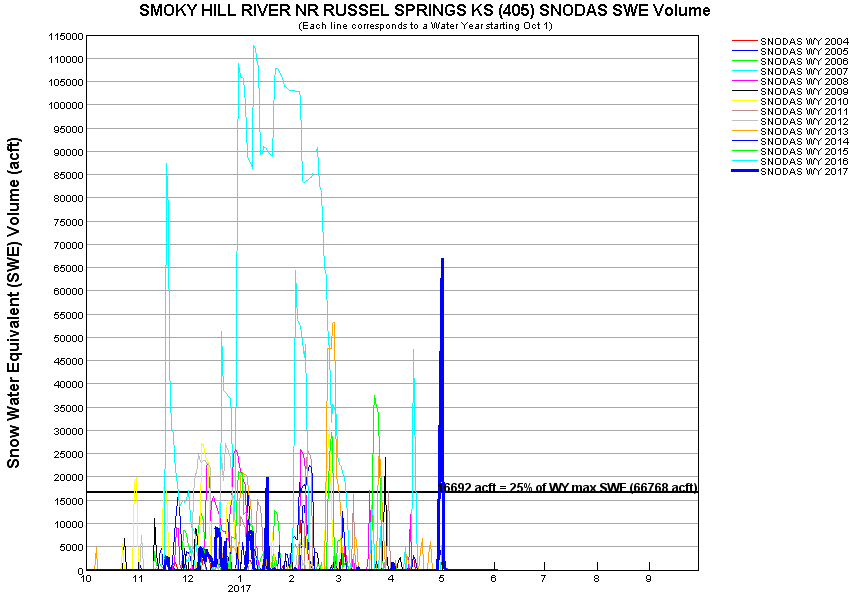 SMOKY HILL RIVER NR RUSSEL SPRINGS KS (405) SNODAS SWE Volume
(Each line corresponds to a Water Year starting Oct 1)
Snow Water Equivalent (SWE) Volume (acft)
115000
110000
105000
100000
95000
90000
85000
80000
75000
70000
65000
60000
55000
50000
45000
40000
35000
30000
25000
20000
15000
10000
5000
0
16692 acft = 25% of WY max SWE (66768 acft)
10 11 12 1 2 3 4 5 6 7 8 9
2017
SNODAS WY 2004
SNODAS WY 2005
SNODAS WY 2006
SNODAS WY 2007
SNODAS WY 2008
SNODAS WY 2009
SNODAS WY 2010
SNODAS WY 2011
SNODAS WY 2012
SNODAS WY 2013
SNODAS WY 2014
SNODAS WY 2015
SNODAS WY 2016
SNODAS WY 2017